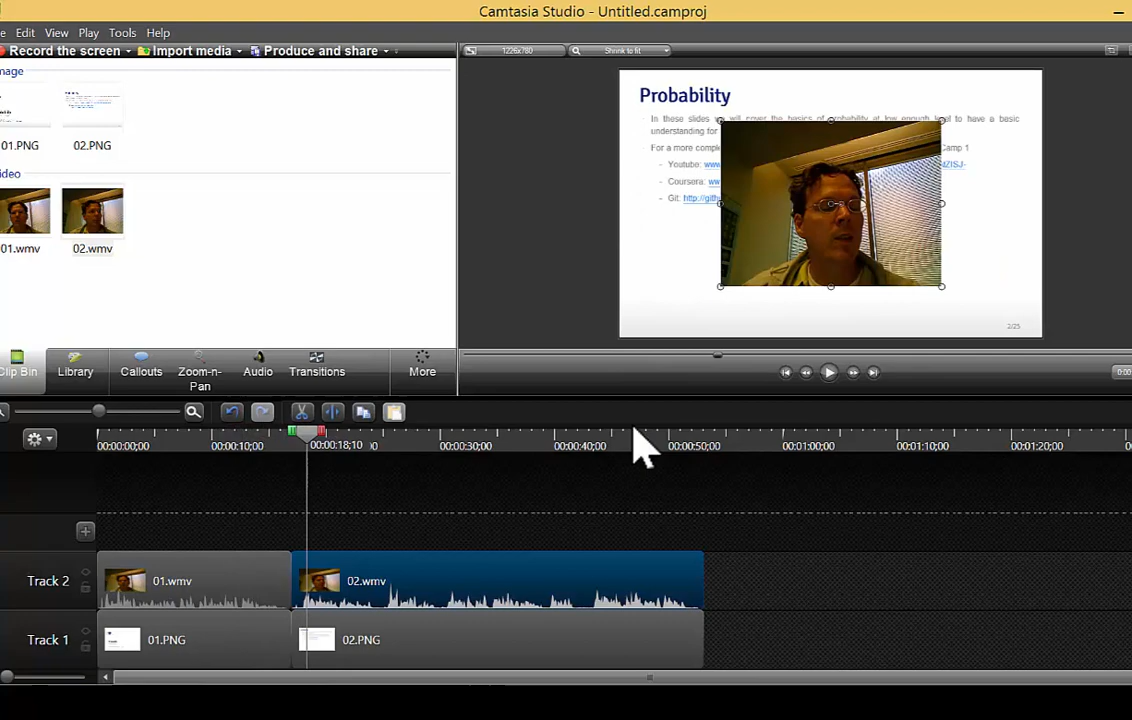 Camtasia Studio - Untitled.camproj
Edit View Play Tools Help
Record the screen Import media Produce and share
1226x780 Shrink to fit
Probability
In these slides we will cover the basics of probability at low enough level to have a basic
understanding for
For a more comple Camp 1
– Youtube: www
– Coursera: ww
– Git: http://gith
2/25
mage
01.PNG 02.PNG
ideo
01.wmv 02.wmv
Clip Bin Library Callouts Zoom-n-Pan Audio Transitions More
0:00
00:00:00;00 00:00:10;00 00:00:18;10 00:00:30;00 00:00:40;00 00:00:50;00 00:01:00;00 00:01:10;00 00:01:20;00
Track 2 01.wmv 02.wmv
Track 1 01.PNG 02.PNG